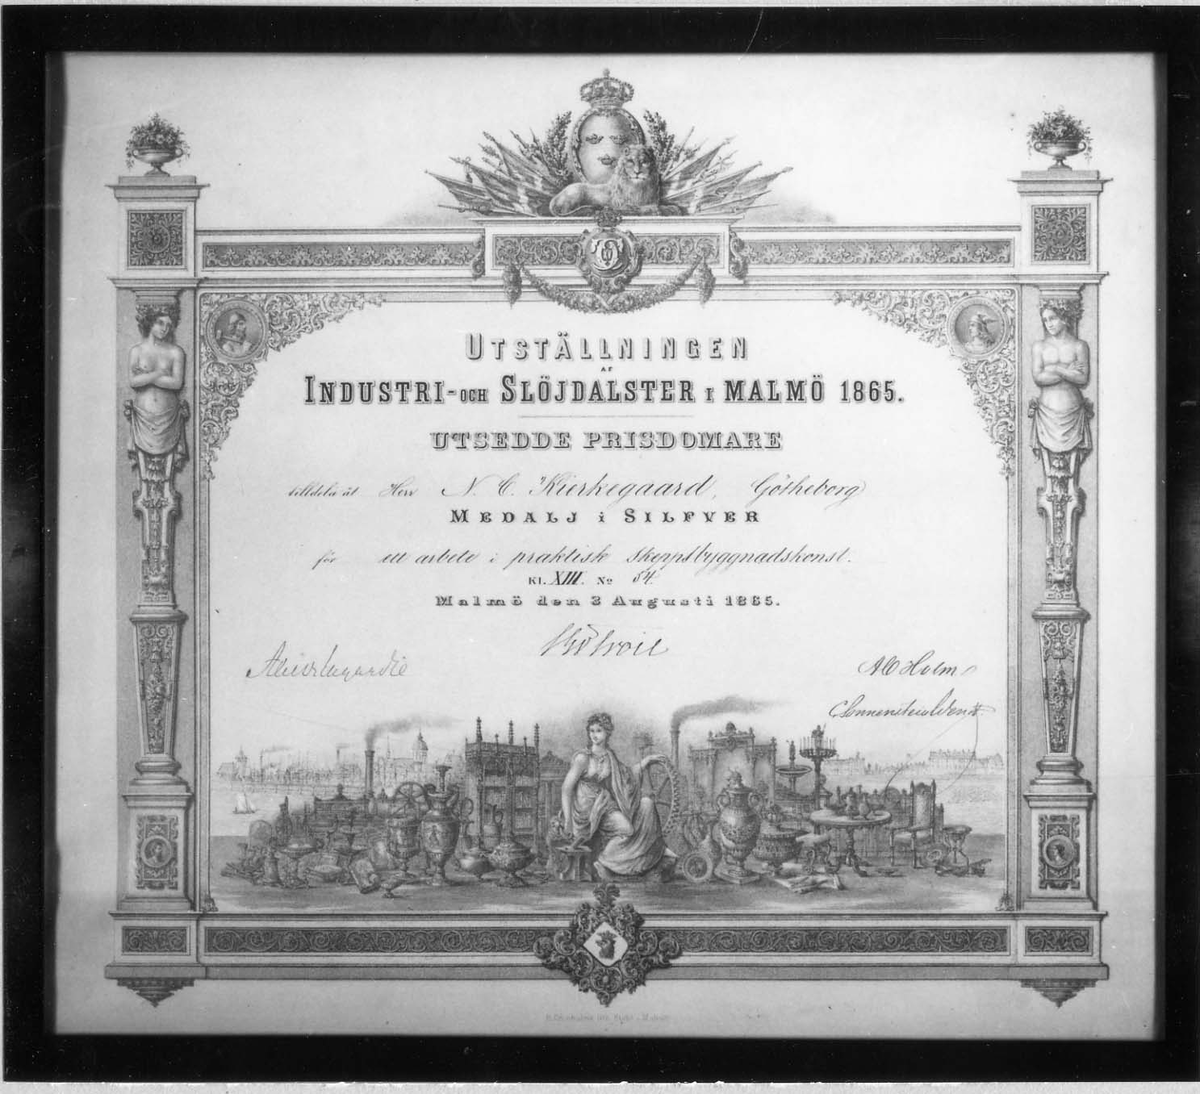 UTSTÄLLNINGEN
AF
INDUSTRI- OCH SLÖJDALSTER I MALMÖ 1865.
UTSEDDE PRISDOMARE
tilldela åt Herr N. C. Kierkegaard, Götheborg
MEDALJ I SILFVER
för ett arbete i praktisk skeppsbyggnadskonst.
KL. XIII. No 54.
Malmö den 3 Augusti 1865.
A C Holm